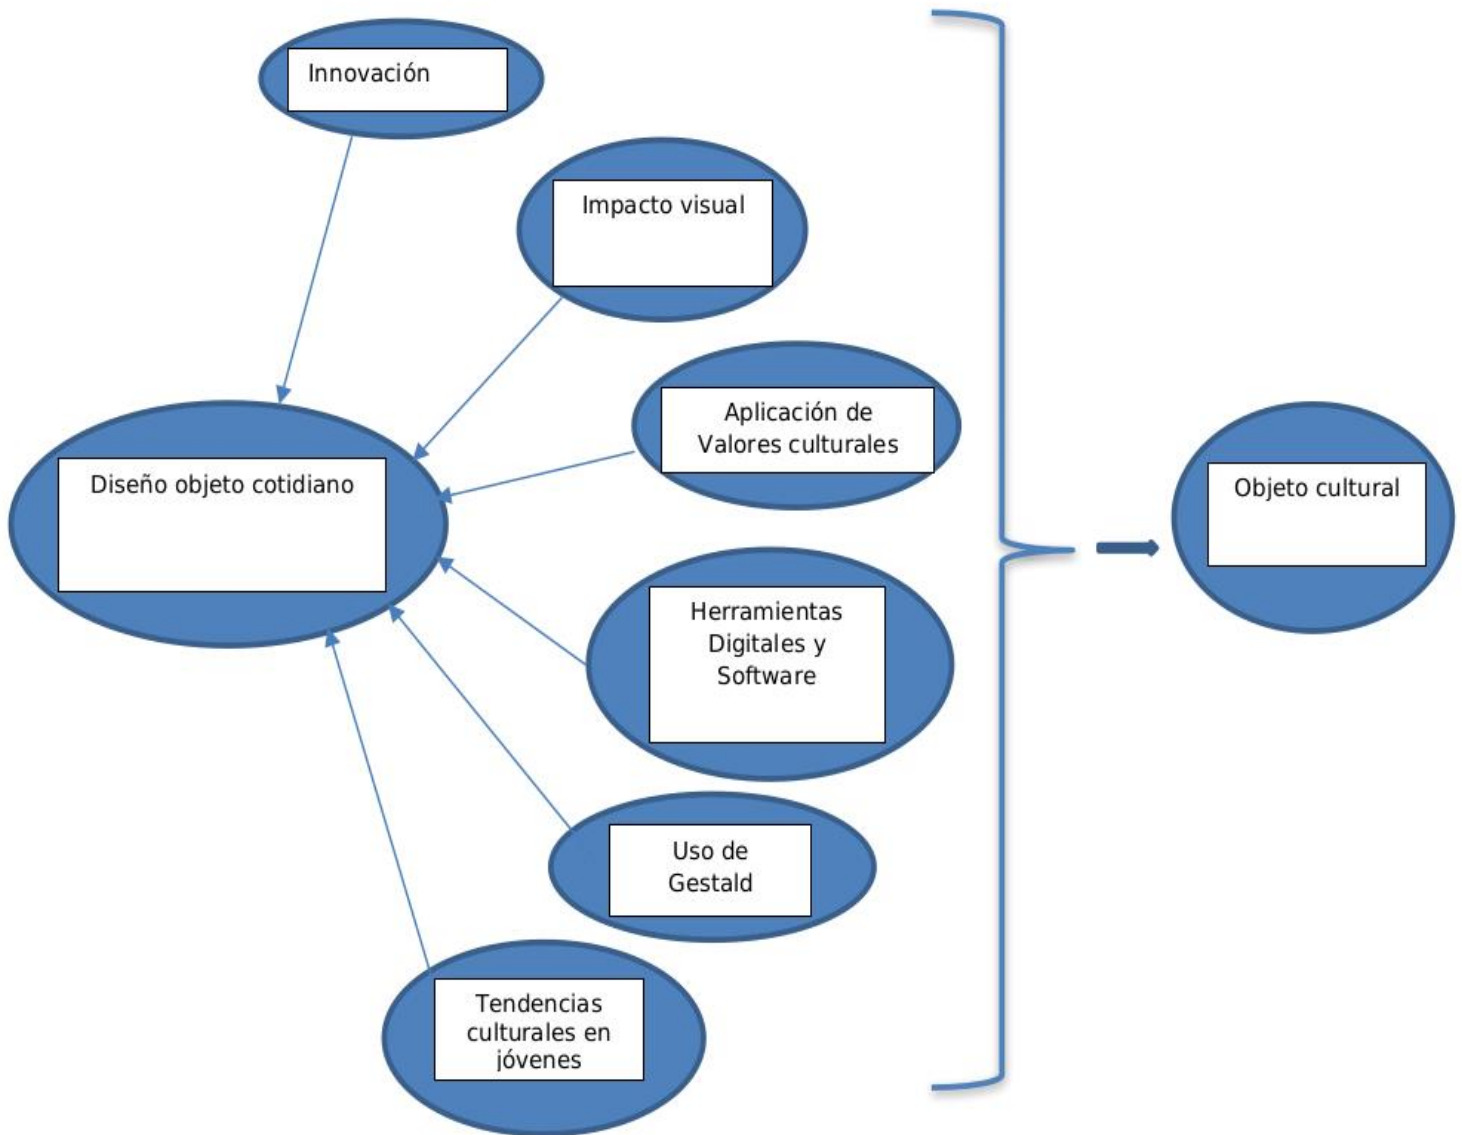 Innovación
Impacto visual
Aplicación de
Valores culturales
Diseño objeto cotidiano
Objeto cultural
Herramientas
Digitales y
Software
Uso de
Gestald
Tendencias
culturales en
jóvenes